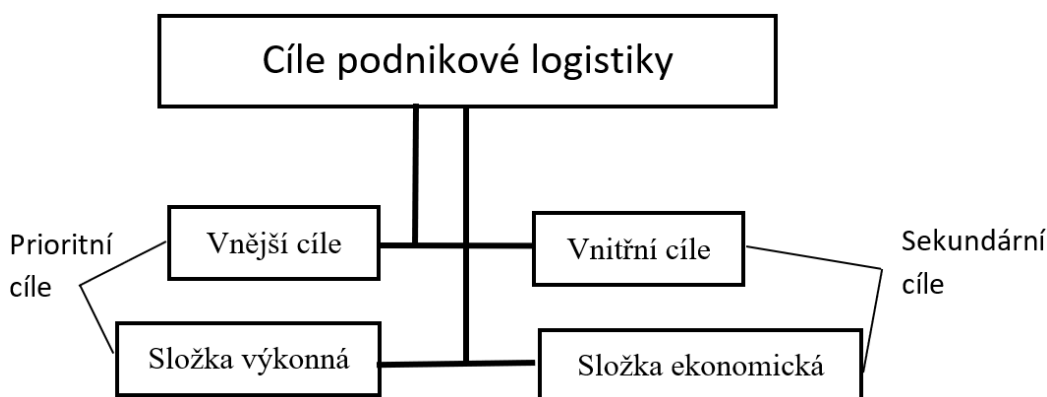 Cíle podnikové logistiky
Prioritní
cíle
Vnější cíle
Vnitřní cíle
Sekundární
cíle
Složka výkonná
Složka ekonomická